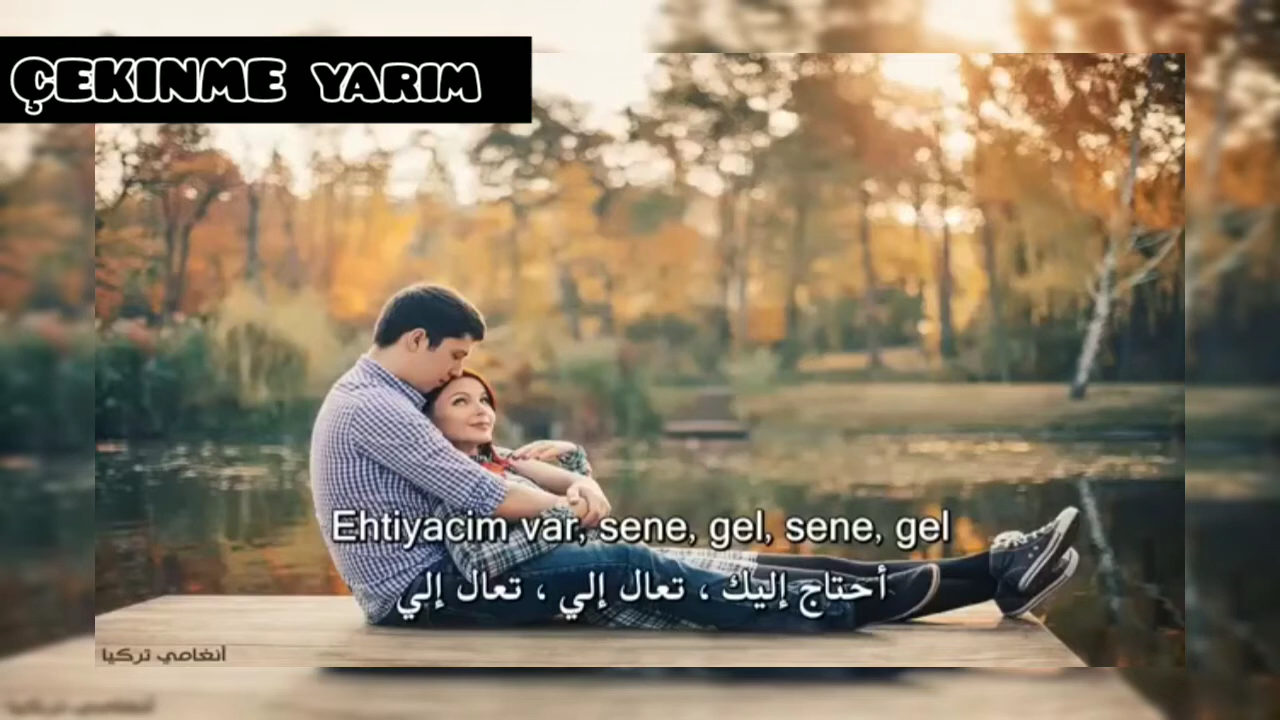 ÇEKINME YARIM
Ehtiyacim var, sene, gel, sene, gel
أحتاج إليك ، تعال إلي ، تعال إلي
أنغامي تركيا